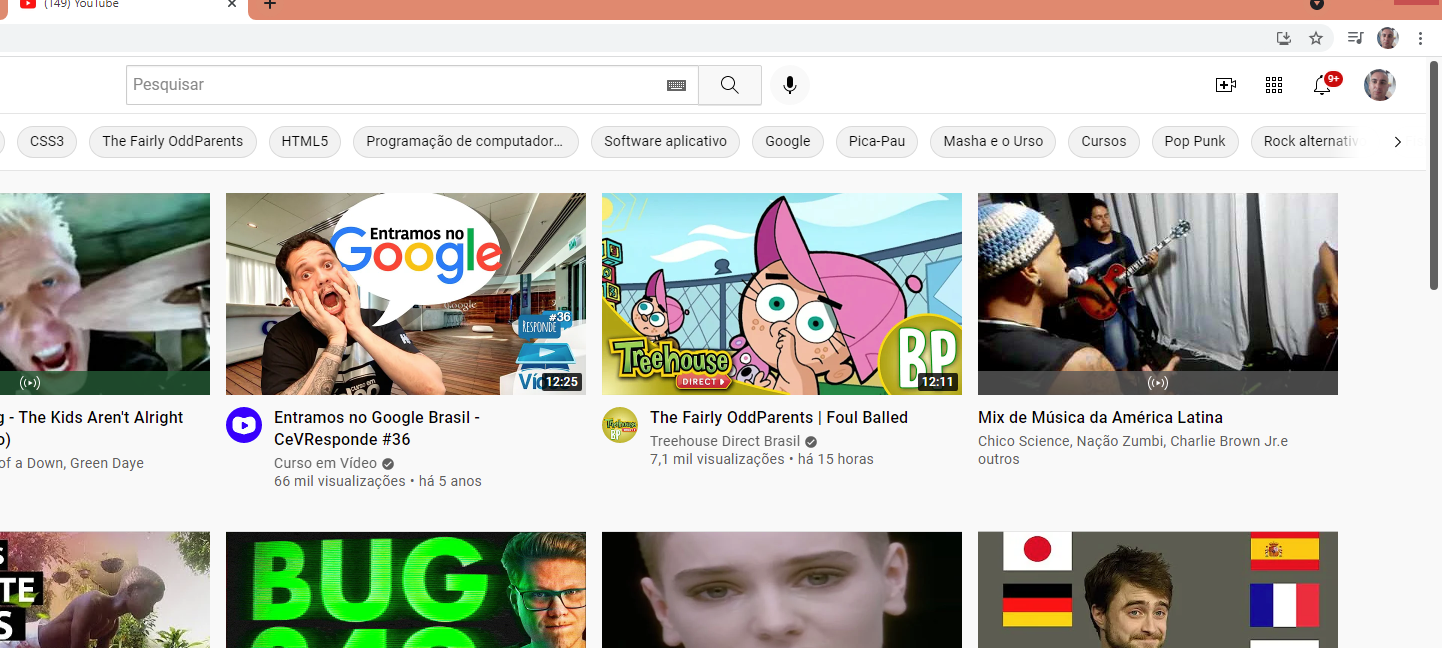 (149) YouTube
Pesquisar
9+
CSS3
The Fairly OddParents
HTML5
Programação de computador...
Software aplicativo
Google
Pica-Pau
Masha e o Urso
Cursos
Pop Punk
Rock alternativ
Entramos no
Google
Google
#36
RESPONDE
12:25
Treehouse
DIRECT
BP
12:11
g - The Kids Aren't Alright
o)
of a Down, Green Daye
Entramos no Google Brasil -
CeVResponde #36
Curso em Vídeo
66 mil visualizações • há 5 anos
The Fairly OddParents | Foul Balled
Treehouse Direct Brasil
7,1 mil visualizações • há 15 horas
Mix de Música da América Latina
Chico Science, Nação Zumbi, Charlie Brown Jr.e
outros
S
TE
S
BUG